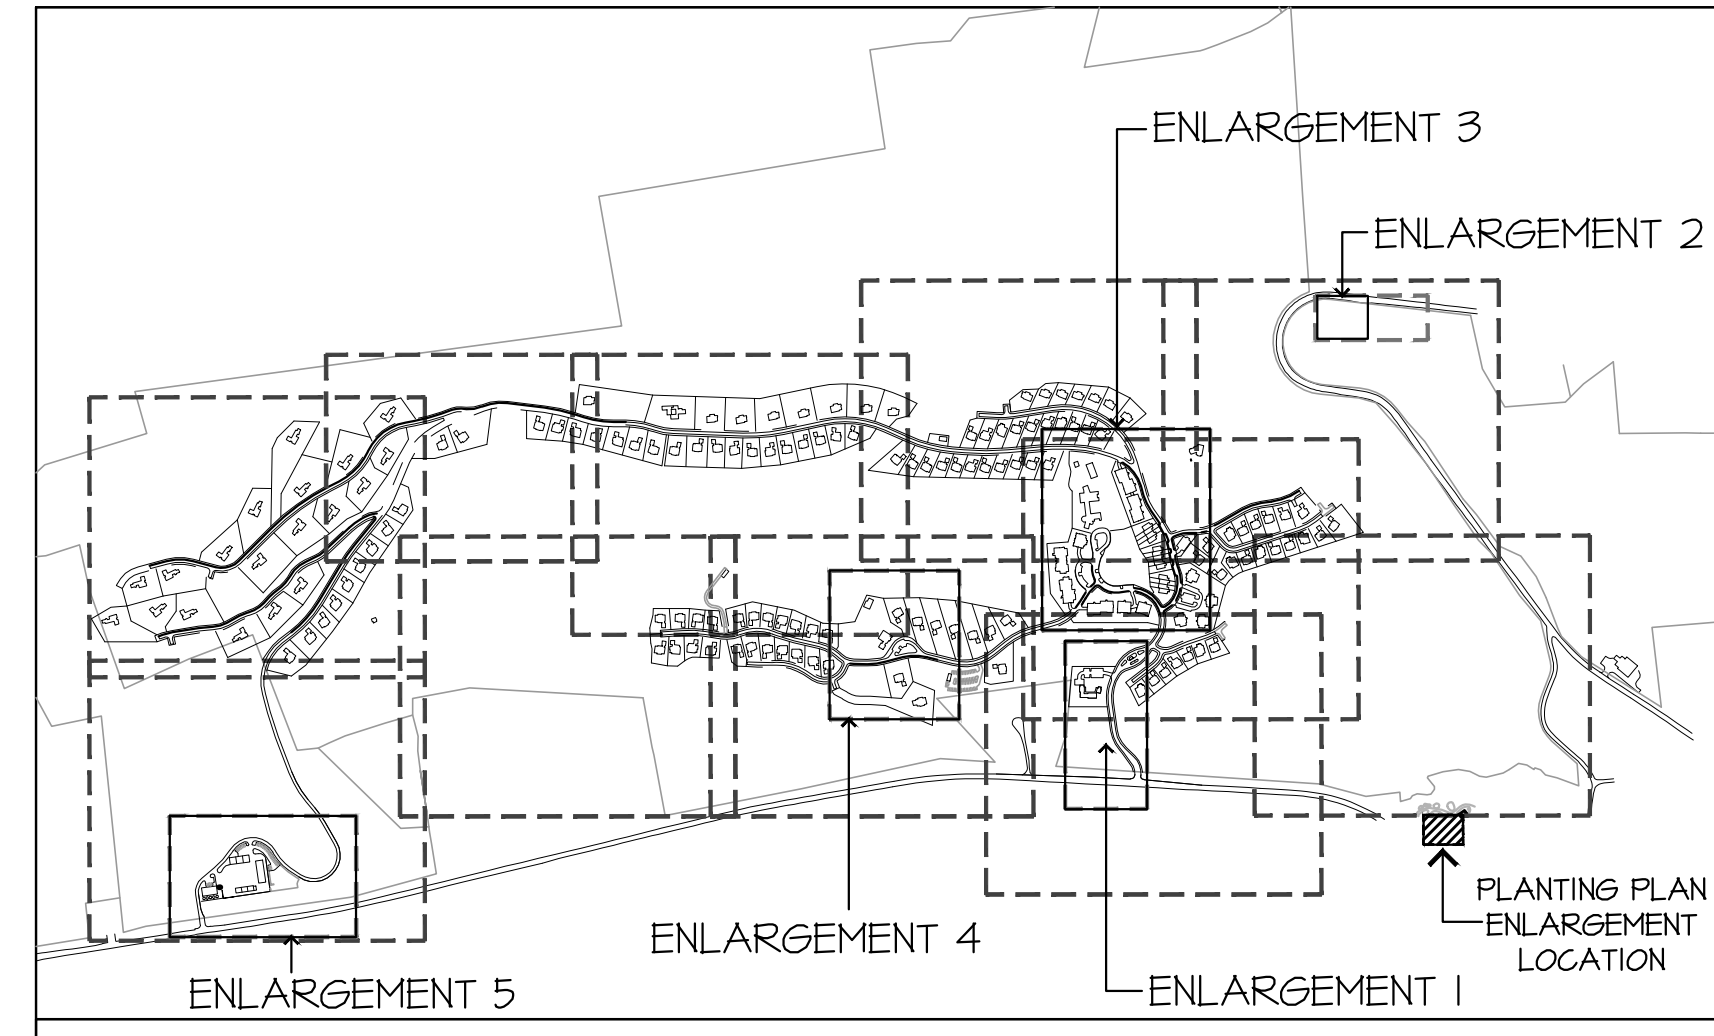 ENLARGEMENT 3
ENLARGEMENT 2
ENLARGEMENT 4
ENLARGEMENT 5
ENLARGEMENT 1
PLANTING PLAN
ENLARGEMENT
LOCATION